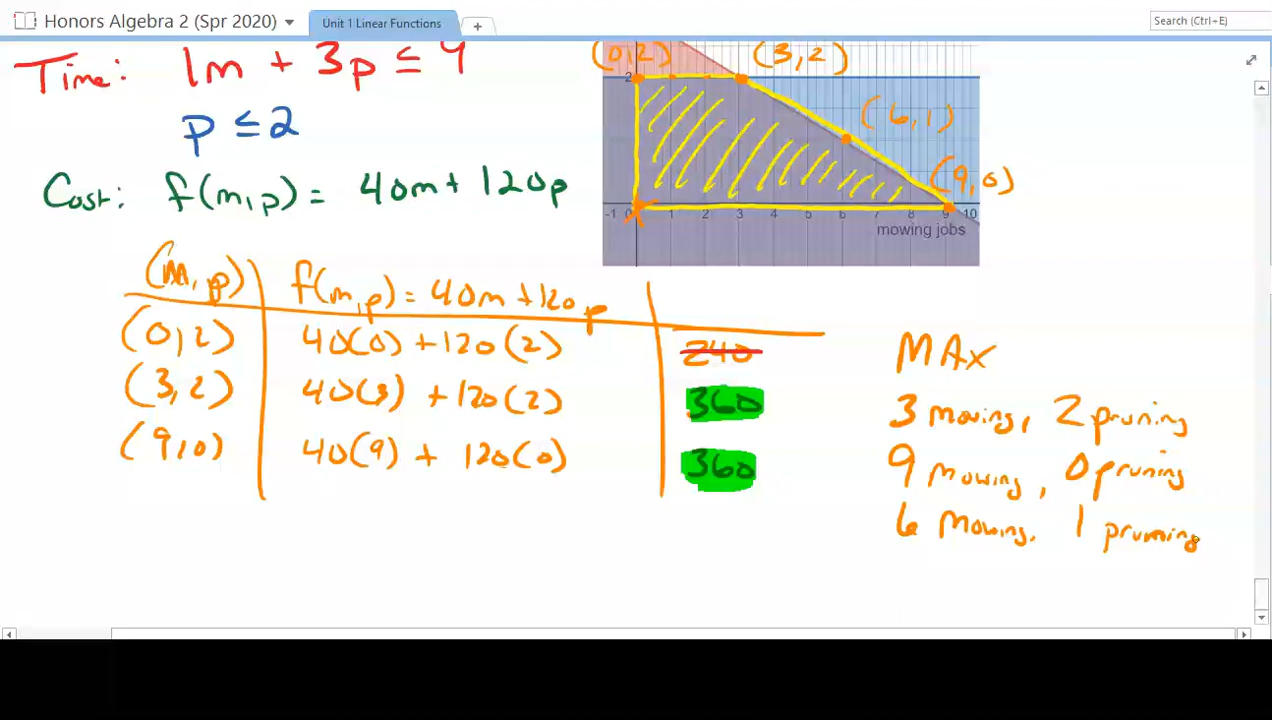 Honors Algebra 2 (Spr 2020)
Unit 1 Linear Functions
+
Search (Ctrl+E)
Time: 1m + 3p ≤ 9
p ≤ 2
Cost: f(m,p) = 40m + 120p
(0,2)
(3,2)
(6,1)
(9,0)
2
-1 0 1 2 3 4 5 6 7 8 9 10
mowing jobs
(m,p) f(m,p) = 40m + 120p
(0,2) 40(0) + 120(2) 240
(3,2) 40(3) + 120(2) 360
(9,0) 40(9) + 120(0) 360
MAX
3 mowing, 2 pruning
9 mowing, 0 pruning
6 mowing, 1 pruning